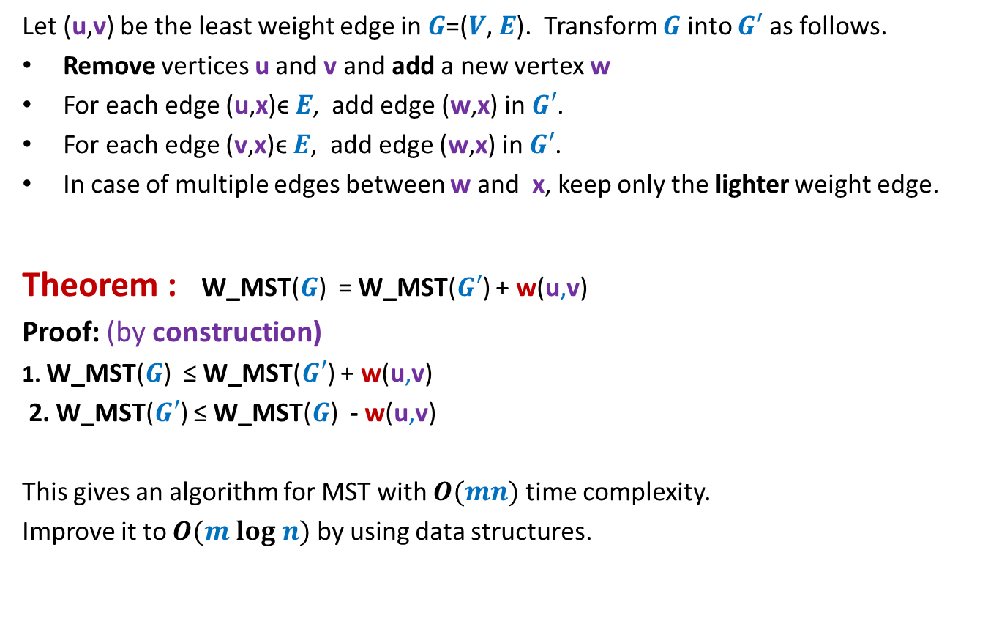 Let (u,v) be the least weight edge in G=(V, E). Transform G into G′ as follows.
• Remove vertices u and v and add a new vertex w
• For each edge (u,x)ϵ E, add edge (w,x) in G′.
• For each edge (v,x)ϵ E, add edge (w,x) in G′.
• In case of multiple edges between w and x, keep only the lighter weight edge.
Theorem : W_MST(G) = W_MST(G′) + w(u,v)
Proof: (by construction)
1. W_MST(G) ≤ W_MST(G′) + w(u,v)
2. W_MST(G′) ≤ W_MST(G) - w(u,v)
This gives an algorithm for MST with O(mn) time complexity.
Improve it to O(m log n) by using data structures.